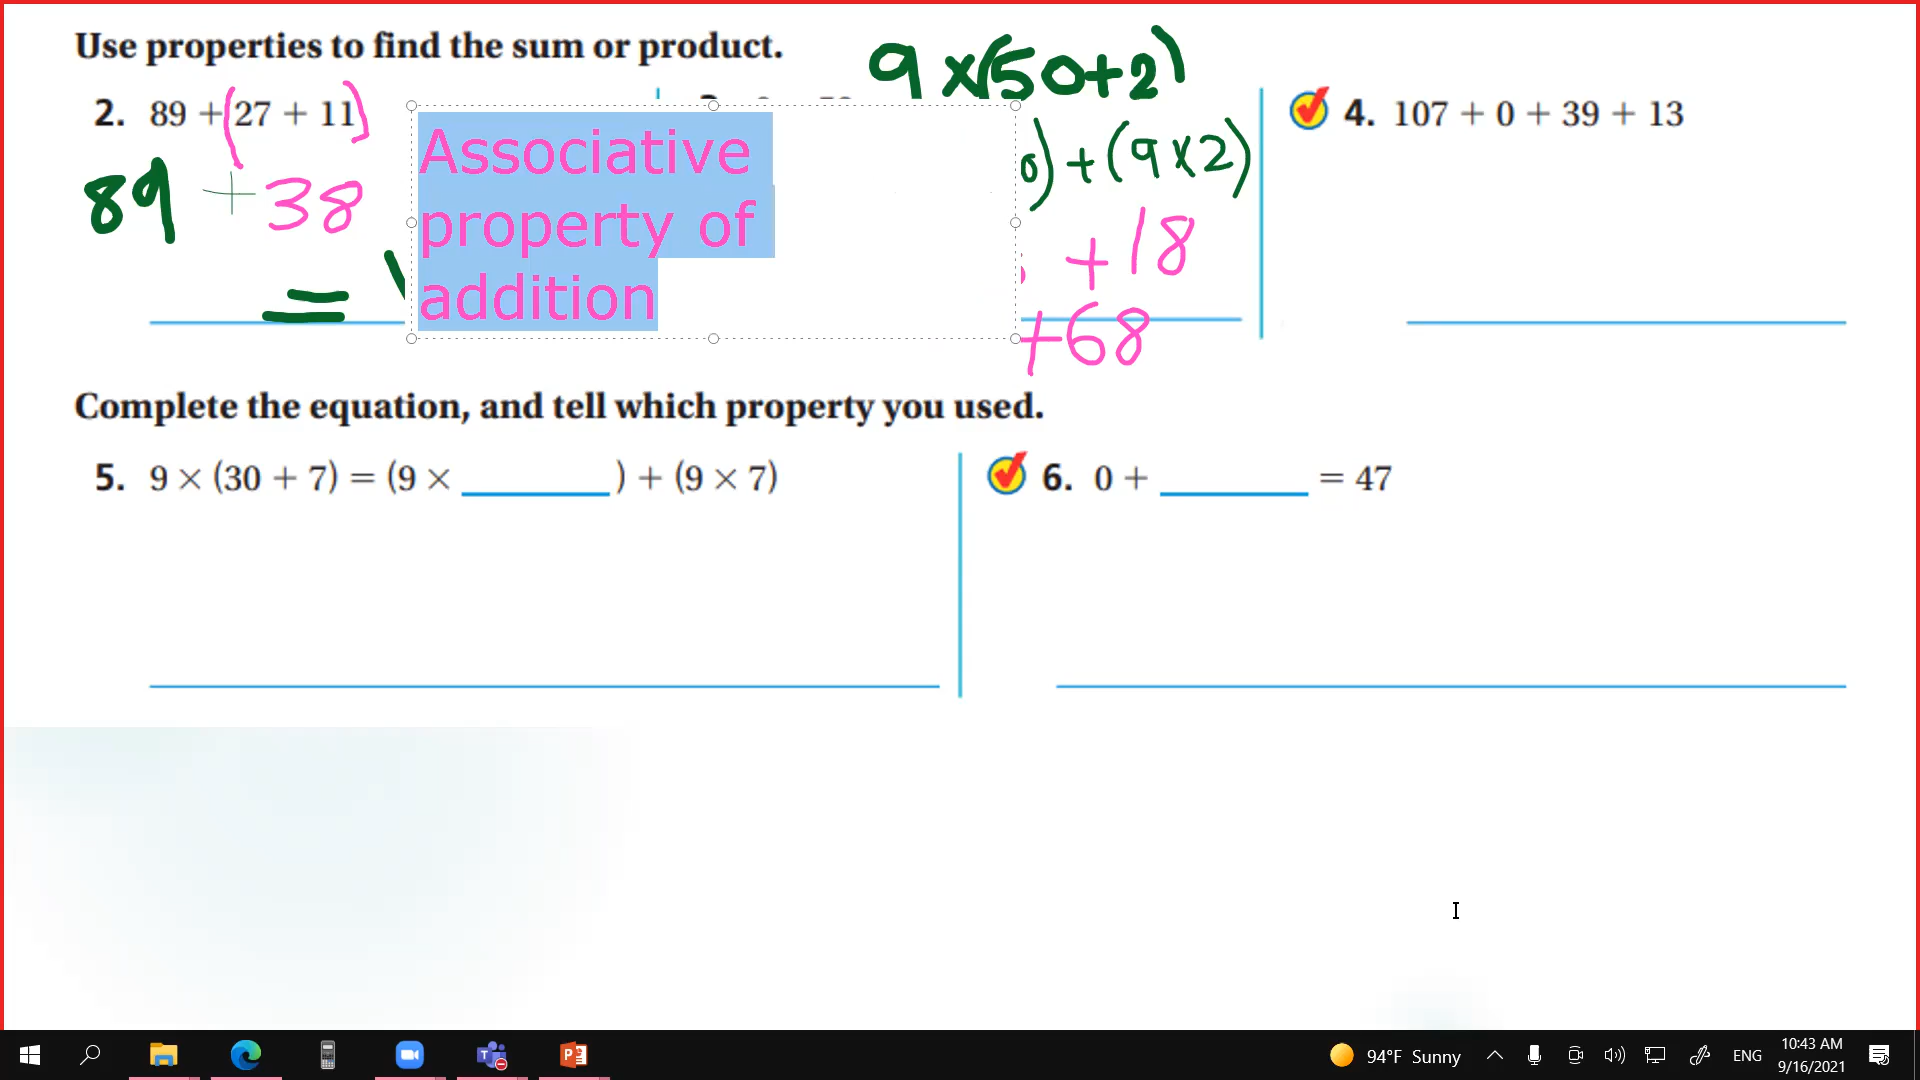 Use properties to find the sum or product.
9 x(50+2)
2. 89 + (27 + 11)
4. 107 + 0 + 39 + 13
Associative
property of
addition
0) + (9 x 2)
89 + 38
+ 18
=
+68
Complete the equation, and tell which property you used.
5. 9 × (30 + 7) = (9 × ________ ) + (9 × 7)
6. 0 + ________ = 47
94°F Sunny
ENG
10:43 AM
9/16/2021